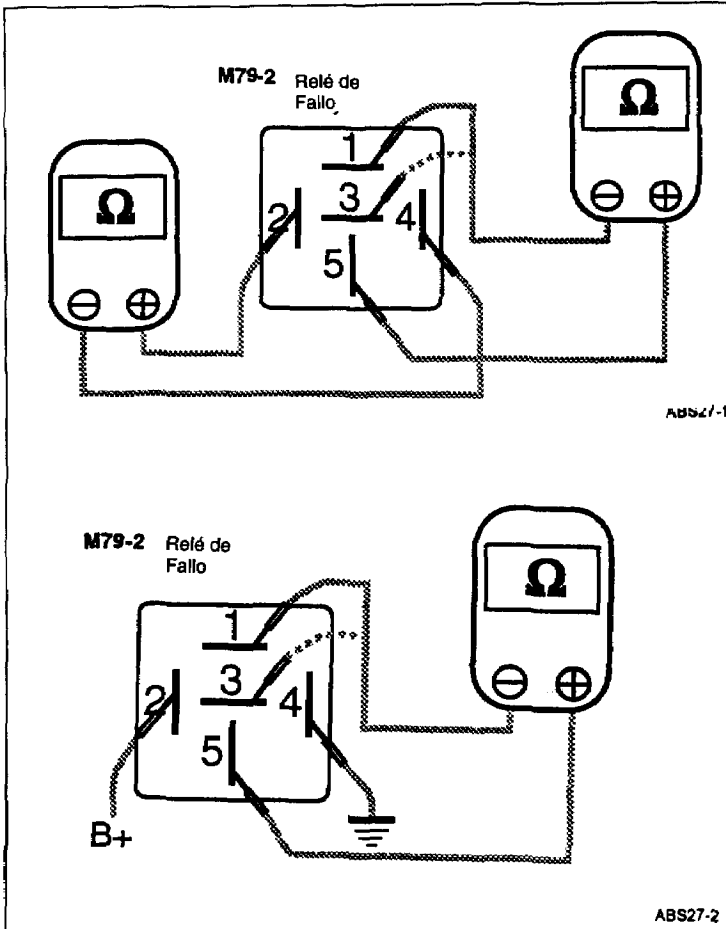 M79-2 Relé de
Fallo
Ω
Ω
1
2
3
4
5
ABS27-1
M79-2 Relé de
Fallo
Ω
1
2
3
4
5
B+
ABS27-2